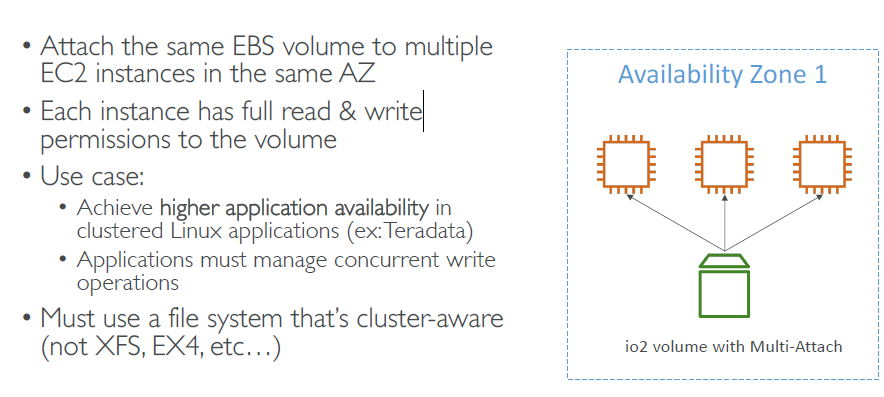 • Attach the same EBS volume to multiple
EC2 instances in the same AZ
• Each instance has full read & write
permissions to the volume
• Use case:
• Achieve higher application availability in
clustered Linux applications (ex: Teradata)
• Applications must manage concurrent write
operations
• Must use a file system that's cluster-aware
(not XFS, EX4, etc…)
Availability Zone 1
io2 volume with Multi-Attach